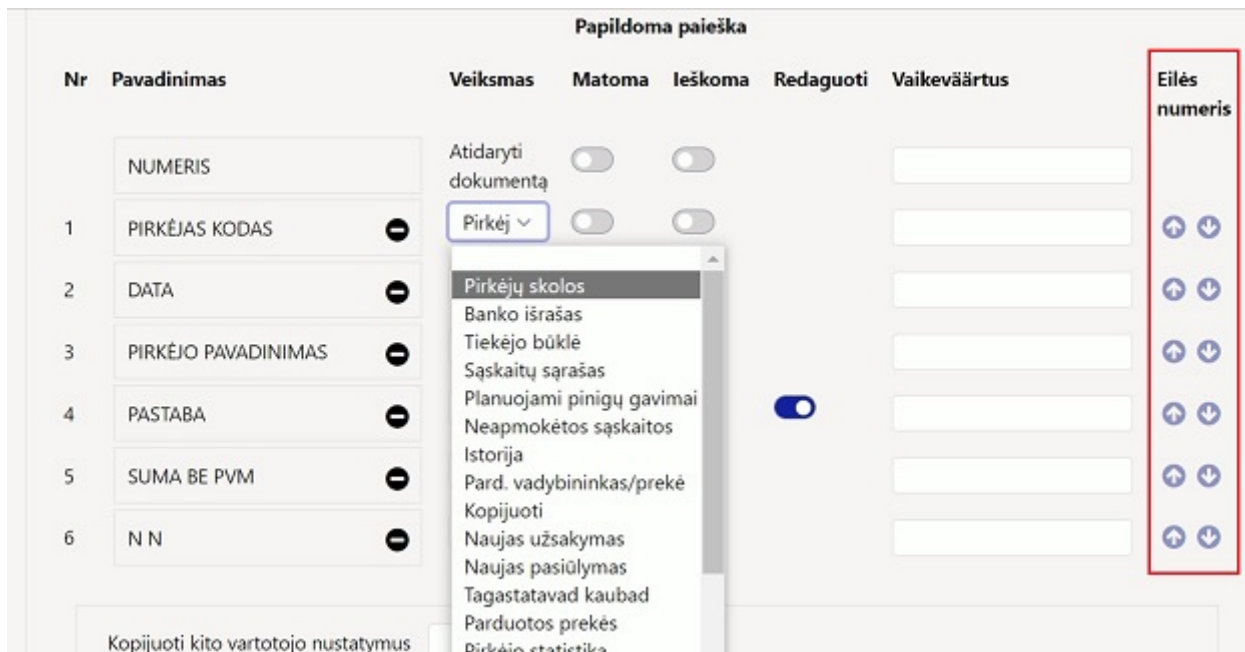 Papildoma paieška
Nr Pavadinimas Veiksmas Matoma Ieškoma Redaguoti Vaikeväärtus Eilės
numeris
NUMERIS Atidaryti
dokumentą
1 PIRKĖJAS KODAS Pirkėj
2 DATA
3 PIRKĖJO PAVADINIMAS
4 PASTABA
5 SUMA BE PVM
6 N N
Pirkėjų skolos
Banko išrašas
Tiekėjo būklė
Sąskaitų sąrašas
Planuojami pinigų gavimai
Neapmokėtos sąskaitos
Istorija
Pard. vadybininkas/prekė
Kopijuoti
Naujas užsakymas
Naujas pasiūlymas
Tagastatavad kaubad
Parduotos prekės
Pirkėjo statistika
Kopijuoti kito vartotojo nustatymus